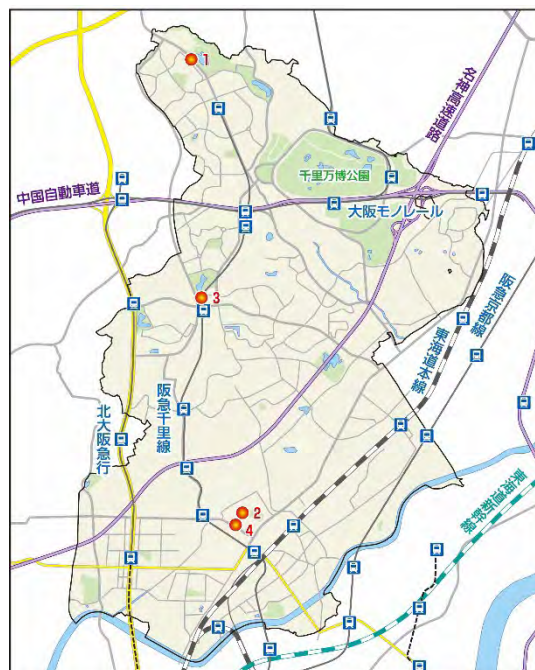 1
名神高速道路
千里万博公園
中国自動車道
大阪モノレール
3
阪急京都線
東海道本線
阪急千里線
北大阪急行
2
4
東海道新幹線